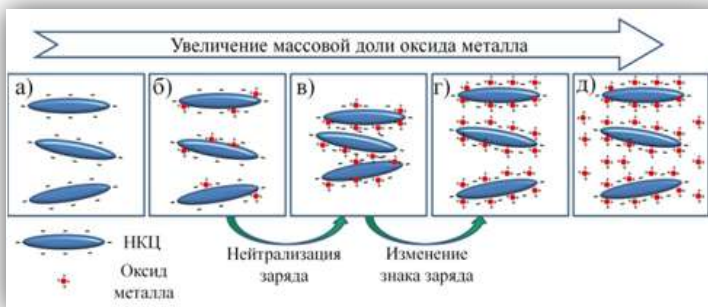 Увеличение массовой доли оксида металла
а) б) в) г) д)
НКЦ
Оксид
металла
Нейтрализация
заряда
Изменение
знака заряда